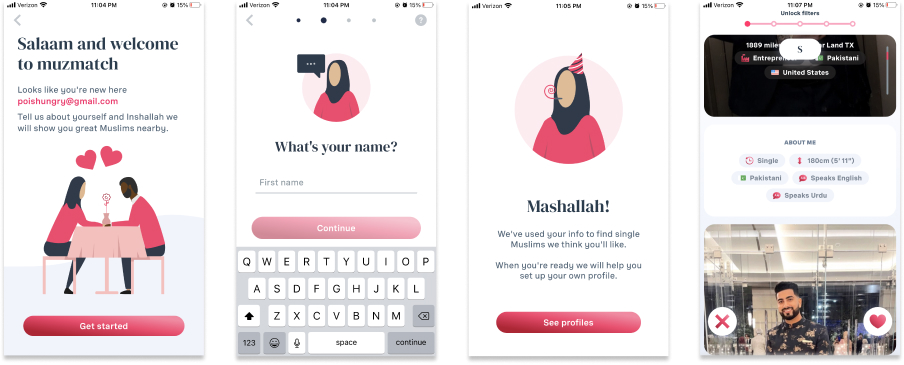 Verizon
11:04 PM
15%
Salaam and welcome
to muzmatch
Looks like you're new here
poishungry@gmail.com
Tell us about yourself and Inshallah we
will show you great Muslims nearby.
Get started
Verizon
11:04 PM
15%
?
What's your name?
First name
Continue
Q W E R T Y U I O P
A S D F G H J K L
Z X C V B N M
123
space
continue
Verizon
11:05 PM
15%
Mashallah!
We've used your info to find single
Muslims we think you'll like.
When you're ready we will help you
set up your own profile.
See profiles
Verizon
11:07 PM
15%
Unlock filters
1889 mile
r Land TX
S
Entrepren
Pakistani
United States
ABOUT ME
Single
180cm (5' 11")
Pakistani
Speaks English
Speaks Urdu